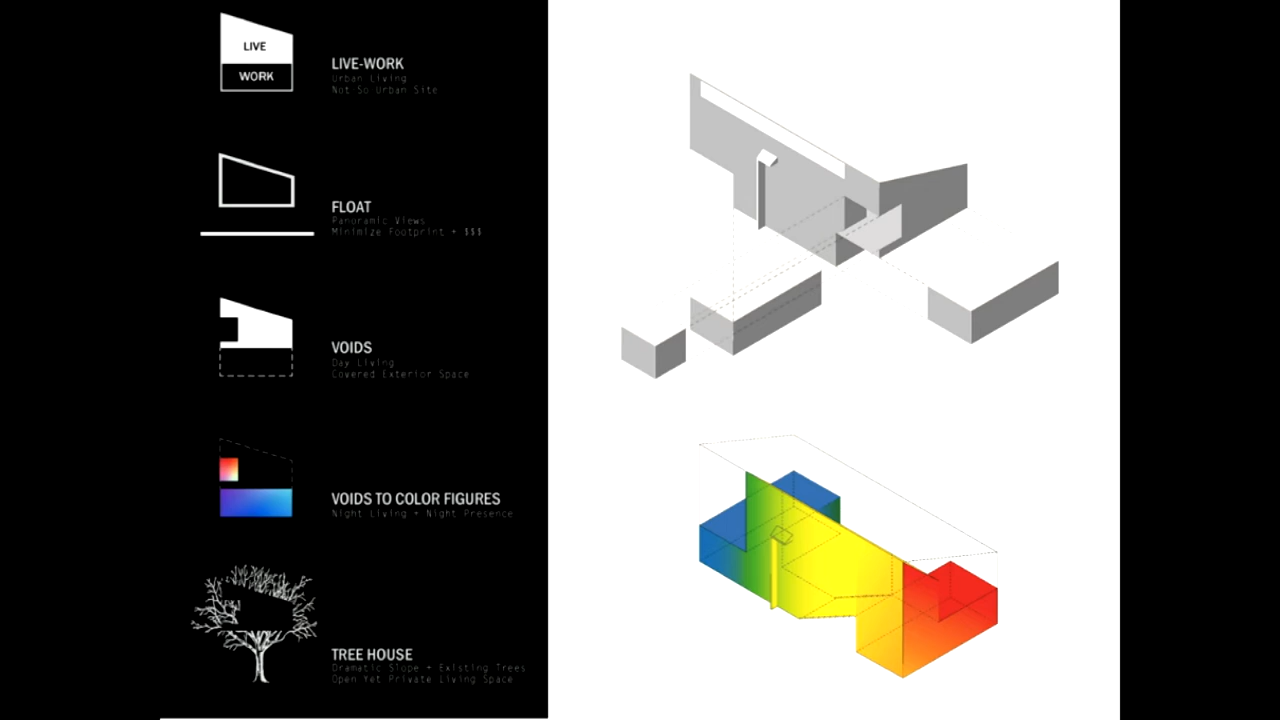 LIVE
WORK
LIVE-WORK
Urban Living
Not So Urban Site
FLOAT
Panoramic Views
Minimize Footprint + $$$
VOIDS
Day Living
Covered Exterior Space
VOIDS TO COLOR FIGURES
Night Living + Night Presence
TREE HOUSE
Dramatic Slope + Existing Trees
Open Yet Private Living Space